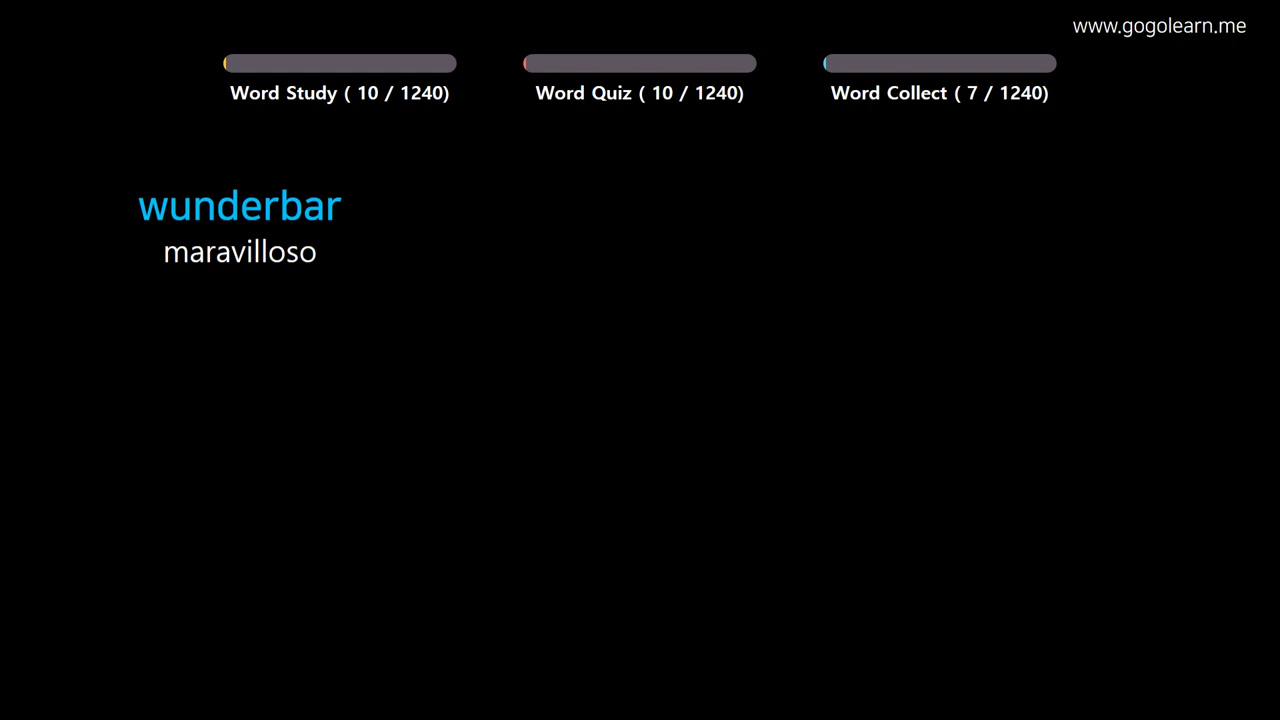 www.gogolearn.me
Word Study ( 10 / 1240)
Word Quiz ( 10 / 1240)
Word Collect ( 7 / 1240)
wunderbar
maravilloso